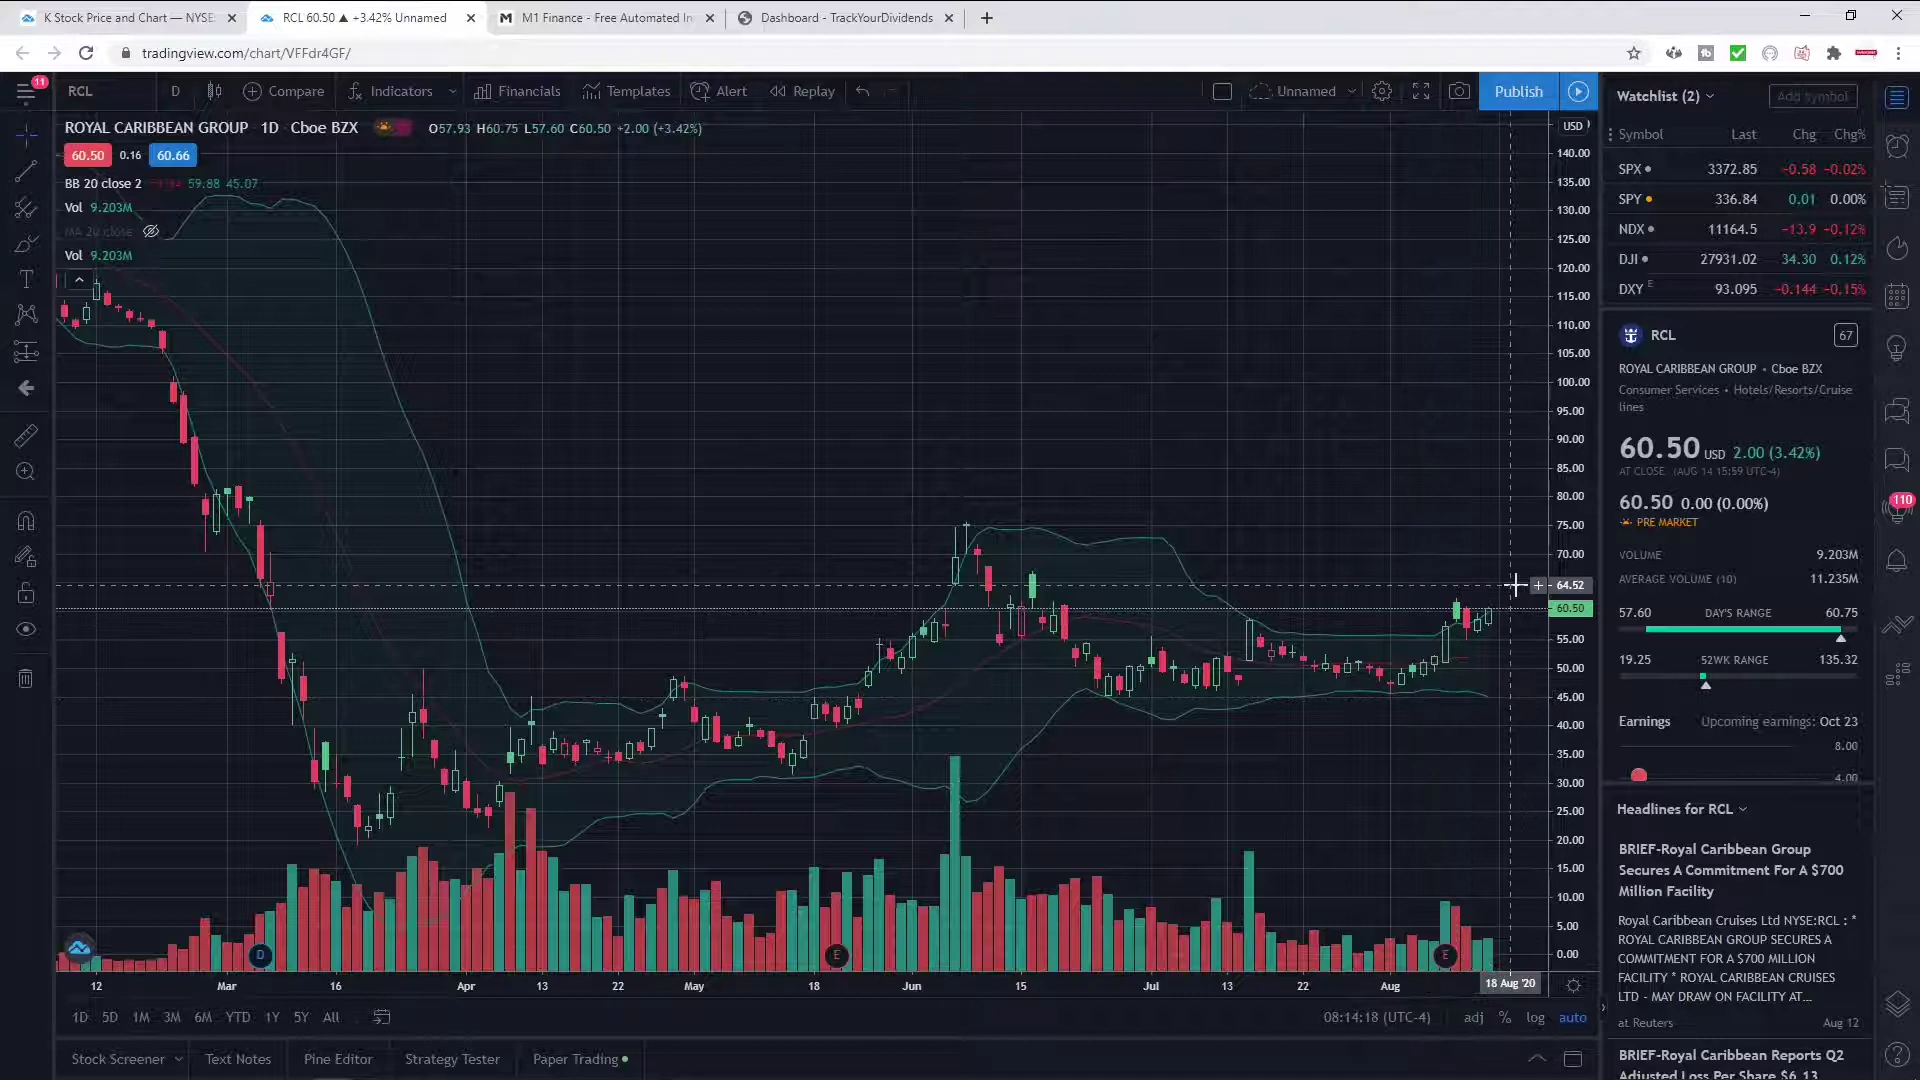 K Stock Price and Chart — NYSE:
RCL 60.50 ▲ +3.42% Unnamed
M1 Finance - Free Automated In
Dashboard - TrackYourDividends
tradingview.com/chart/VFFdr4GF/
11
RCL D Compare Indicators Financials Templates Alert Replay Unnamed Publish
ROYAL CARIBBEAN GROUP · 1D · Cboe BZX O57.93 H60.75 L57.60 C60.50 +2.00 (+3.42%)
60.50 0.16 60.66
BB 20 close 2 59.88 45.07
Vol 9.203M
MA 20 close
Vol 9.203M
USD
140.00
135.00
130.00
125.00
120.00
115.00
110.00
105.00
100.00
95.00
90.00
85.00
80.00
75.00
70.00
64.52
60.50
55.00
50.00
45.00
40.00
35.00
30.00
25.00
20.00
15.00
10.00
5.00
0.00
D E E
12 Mar 16 Apr 13 22 May 18 Jun 15 Jul 13 22 Aug 18 Aug '20
1D 5D 1M 3M 6M YTD 1Y 5Y All 08:14:18 (UTC-4) adj % log auto
Stock Screener Text Notes Pine Editor Strategy Tester Paper Trading
Watchlist (2) Add symbol
Symbol Last Chg Chg%
SPX 3372.85 −0.58 −0.02%
SPY 336.84 0.01 0.00%
NDX 11164.5 −13.9 −0.12%
DJI 27931.02 34.30 0.12%
DXY E 93.095 −0.144 −0.15%
RCL 67
ROYAL CARIBBEAN GROUP • Cboe BZX
Consumer Services • Hotels/Resorts/Cruise
lines
60.50 USD 2.00 (3.42%)
AT CLOSE (AUG 14 15:59 UTC-4)
60.50 0.00 (0.00%)
PRE MARKET
VOLUME 9.203M
AVERAGE VOLUME (10) 11.235M
57.60 DAY'S RANGE 60.75
19.25 52WK RANGE 135.32
Earnings Upcoming earnings: Oct 23
8.00
4.00
Headlines for RCL
BRIEF-Royal Caribbean Group
Secures A Commitment For A $700
Million Facility
Royal Caribbean Cruises Ltd NYSE:RCL : *
ROYAL CARIBBEAN GROUP SECURES A
COMMITMENT FOR A $700 MILLION
FACILITY * ROYAL CARIBBEAN CRUISES
LTD - MAY DRAW ON FACILITY AT...
at Reuters Aug 12
BRIEF-Royal Caribbean Reports Q2
Adjusted Loss Per Share $6.13
110